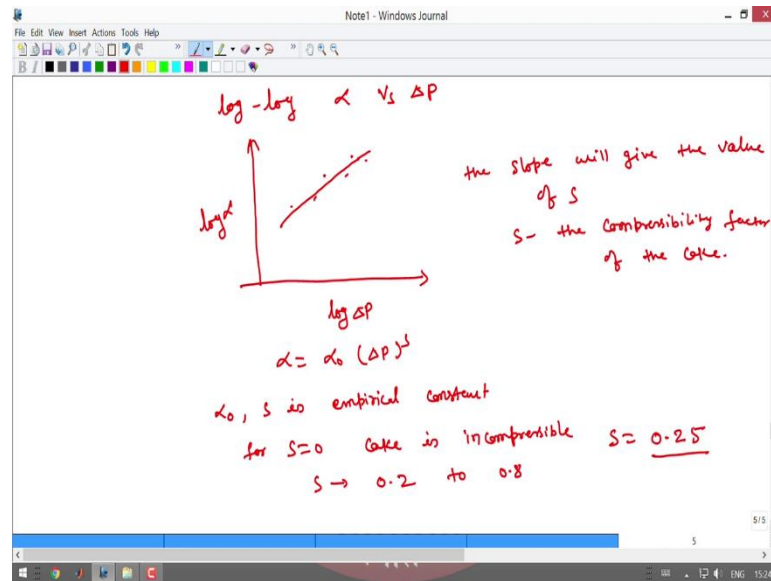 Note1 - Windows Journal
File Edit View Insert Actions Tools Help
B I
log-log α Vs ΔP
log α
log ΔP
the slope will give the value
of S
S - the Compressibility factor
of the Cake.
α = α₀ (ΔP)ˢ
α₀, S is empirical constant
for S=0 Cake is incompressible S = 0.25
S → 0.2 to 0.8
5/5
5
ENG 15:24